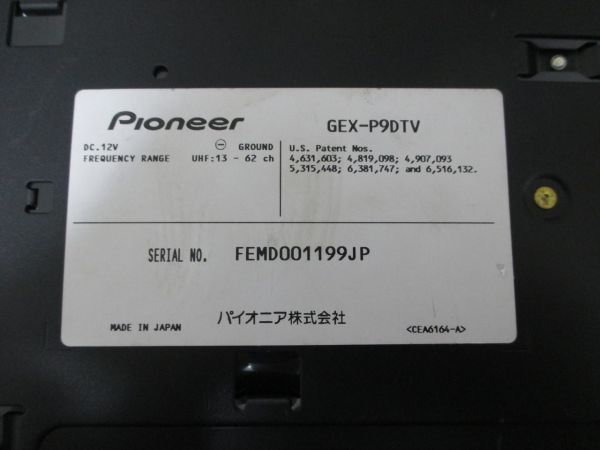 Pioneer
GEX-P9DTV
DC.12V ⊖ GROUND
FREQUENCY RANGE UHF:13 - 62 ch
U.S. Patent Nos.
4,631,603; 4,819,098; 4,907,093
5,315,448; 6,381,747; and 6,516,132.
SERIAL NO. FEMD001199JP
パイオニア株式会社
MADE IN JAPAN
<CEA6164-A>